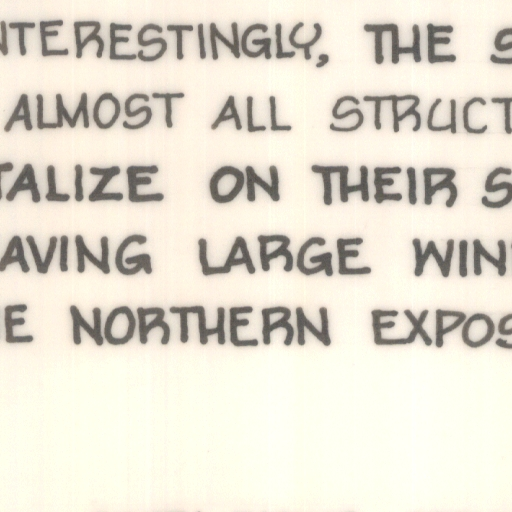 NTERESTINGLY, THE S
ALMOST ALL STRUCT
TALIZE ON THEIR S
AVING LARGE WIN
E NORTHERN EXPOS